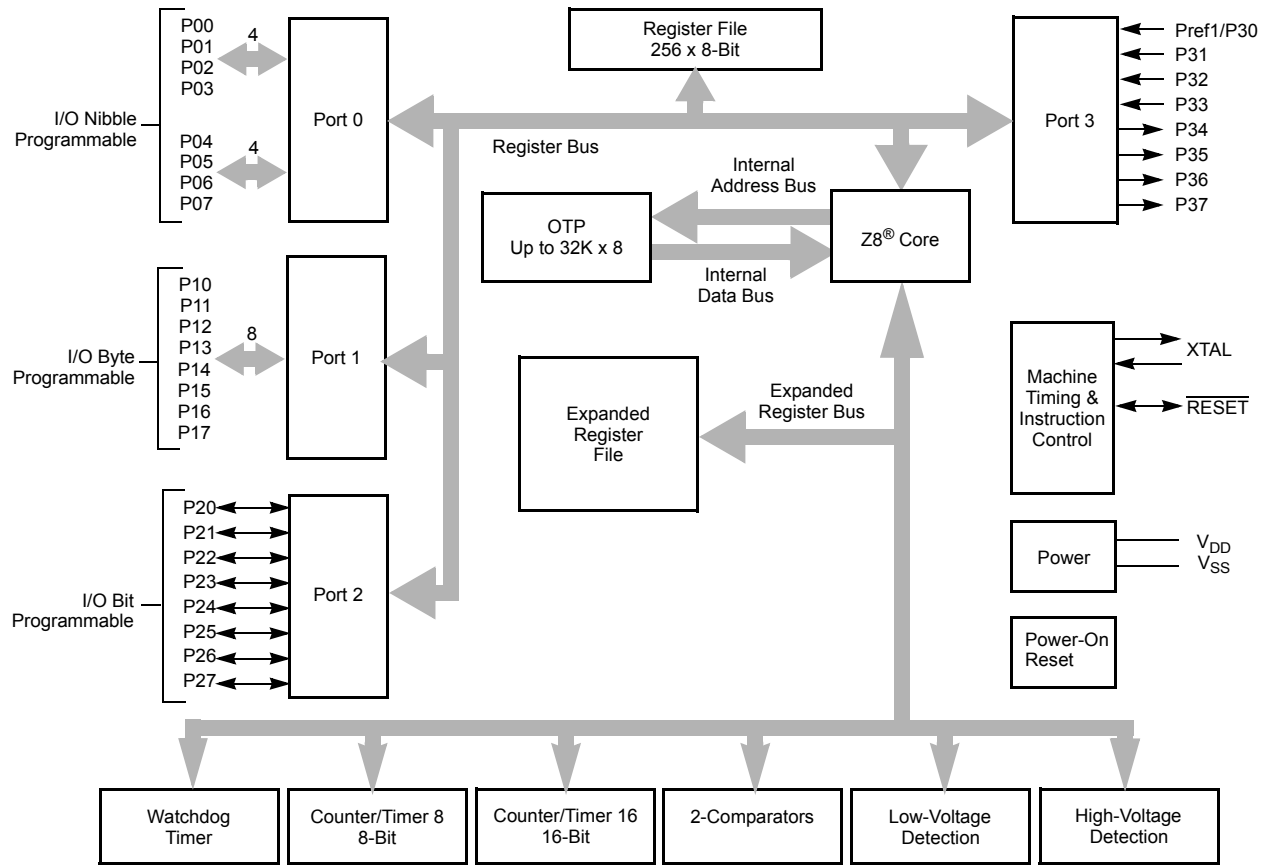 I/O Nibble
Programmable
P00
P01
P02
P03
4
P04
P05
P06
P07
4
Port 0
Register File
256 x 8-Bit
Register Bus
Port 3
Pref1/P30
P31
P32
P33
P34
P35
P36
P37
Internal
Address Bus
OTP
Up to 32K x 8
Z8® Core
Internal
Data Bus
I/O Byte
Programmable
P10
P11
P12
P13
P14
P15
P16
P17
8
Port 1
Expanded
Register
File
Expanded
Register Bus
Machine
Timing &
Instruction
Control
XTAL
RESET
I/O Bit
Programmable
P20
P21
P22
P23
P24
P25
P26
P27
Port 2
Power
VDD
VSS
Power-On
Reset
Watchdog
Timer
Counter/Timer 8
8-Bit
Counter/Timer 16
16-Bit
2-Comparators
Low-Voltage
Detection
High-Voltage
Detection